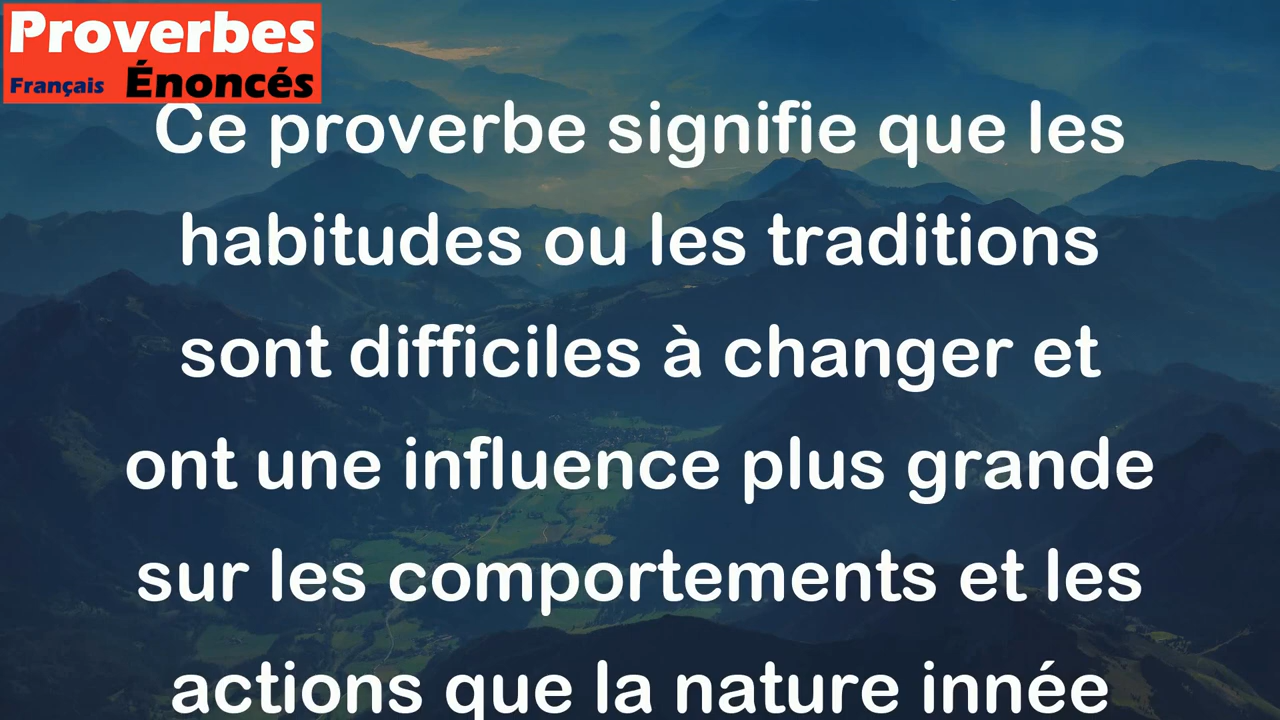 Proverbes
Français Énoncés
Ce proverbe signifie que les
habitudes ou les traditions
sont difficiles à changer et
ont une influence plus grande
sur les comportements et les
actions que la nature innée